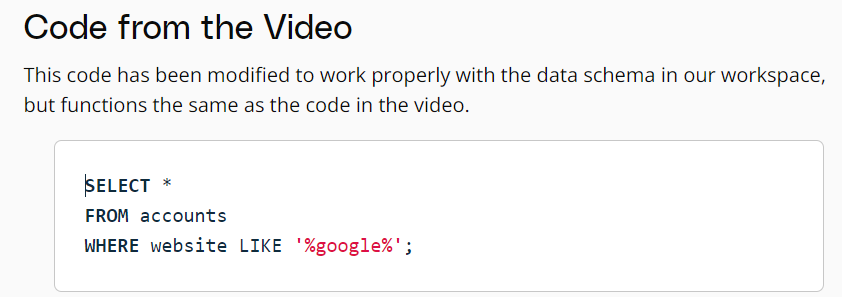 Code from the Video
This code has been modified to work properly with the data schema in our workspace,
but functions the same as the code in the video.
SELECT *
FROM accounts
WHERE website LIKE '%google%';